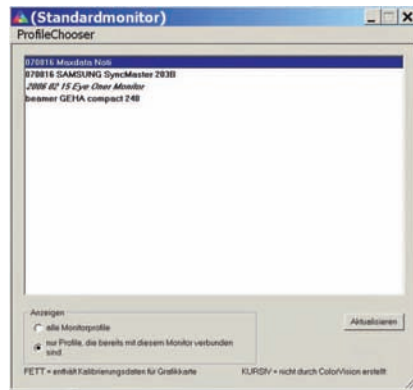 (Standardmonitor)
ProfileChooser
070816 Maxdata Noti
070816 SAMSUNG SyncMaster 203B
2006 02 15 Eye Oner Monitor
beamer GEHA compact 248
Anzeigen
alle Monitorprofile
nur Profile, die bereits mit diesem Monitor verbunden
sind
Aktualisieren
FETT = enthält Kalibrierungsdaten für Grafikkarte KURSIV = nicht durch ColorVision erstellt